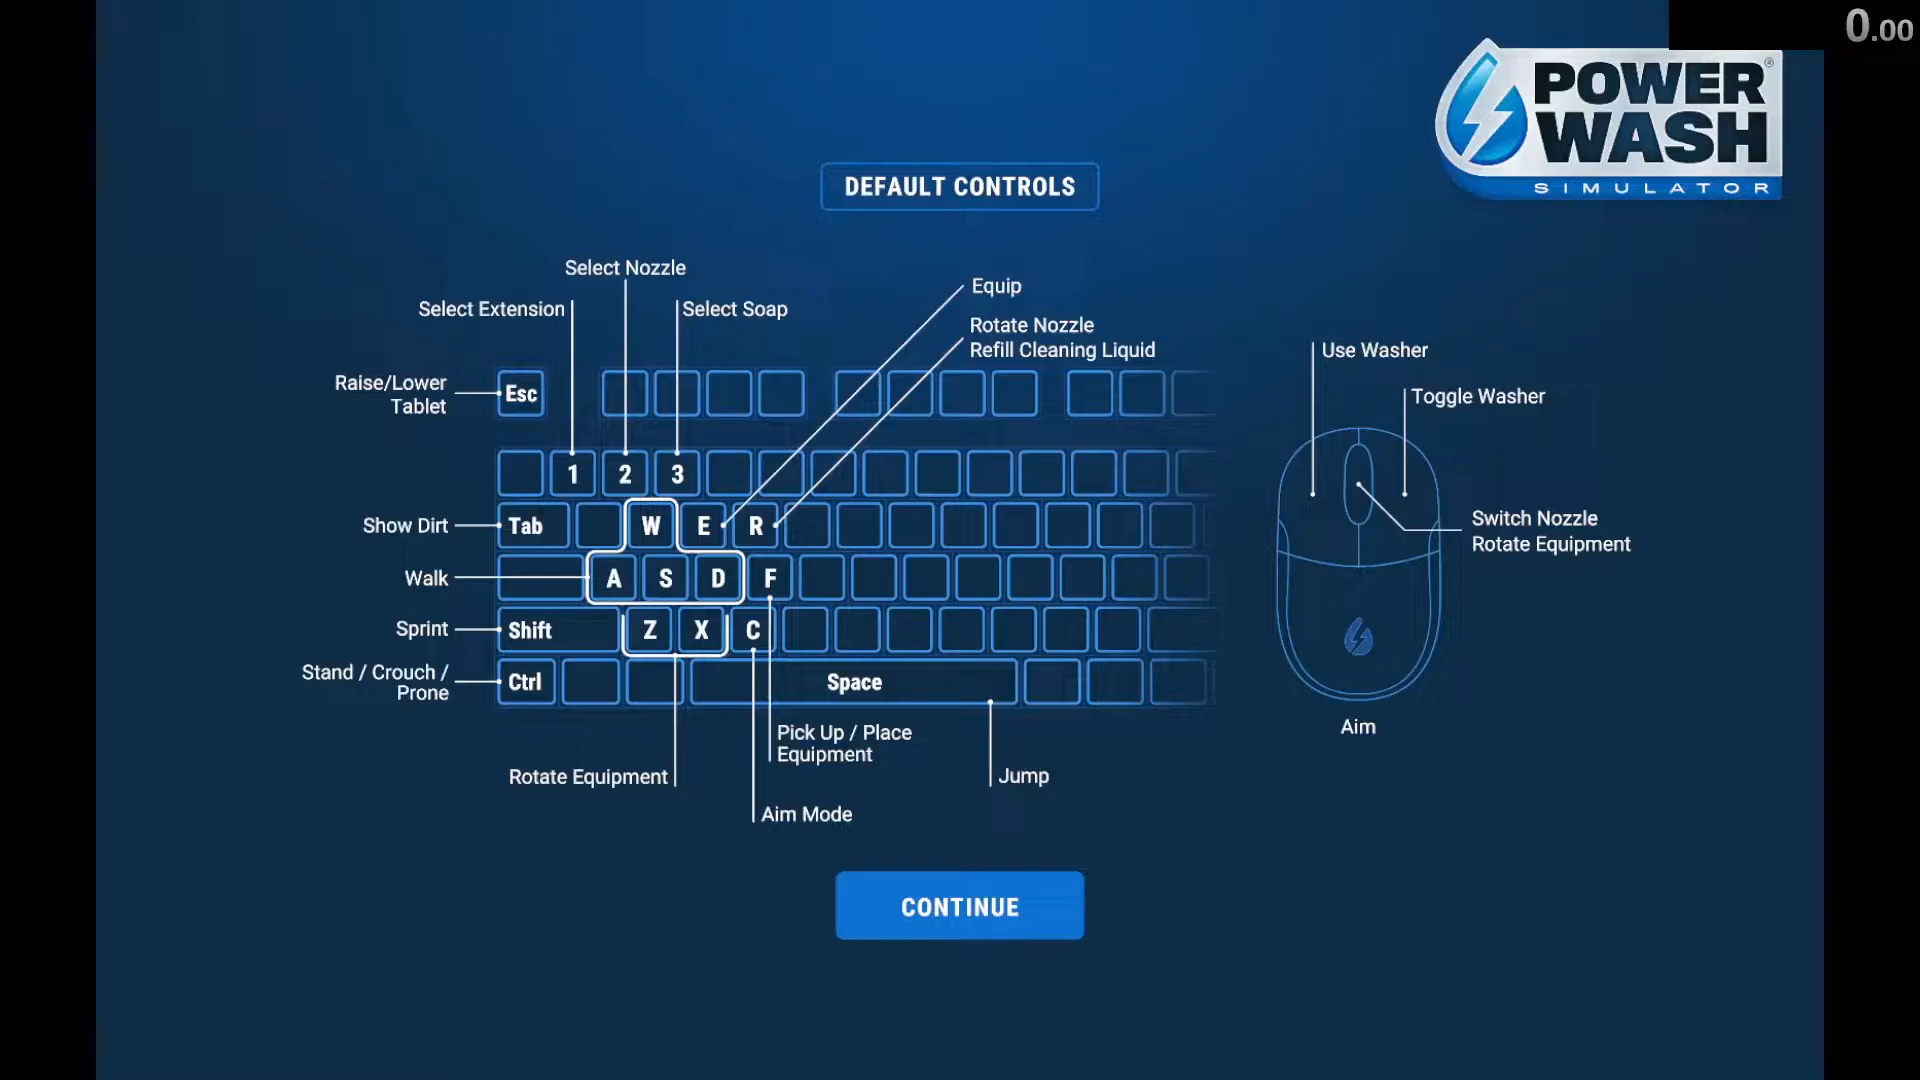 0.00
POWER
WASH
®
SIMULATOR
DEFAULT CONTROLS
Select Nozzle
Select Extension
Select Soap
Equip
Rotate Nozzle
Refill Cleaning Liquid
Use Washer
Toggle Washer
Raise/Lower
Tablet
Esc
1 2 3
Show Dirt
Tab W E R
Switch Nozzle
Rotate Equipment
Walk
A S D F
Sprint
Shift Z X C
Stand / Crouch /
Prone
Ctrl Space
Aim
Pick Up / Place
Equipment
Rotate Equipment
Jump
Aim Mode
CONTINUE